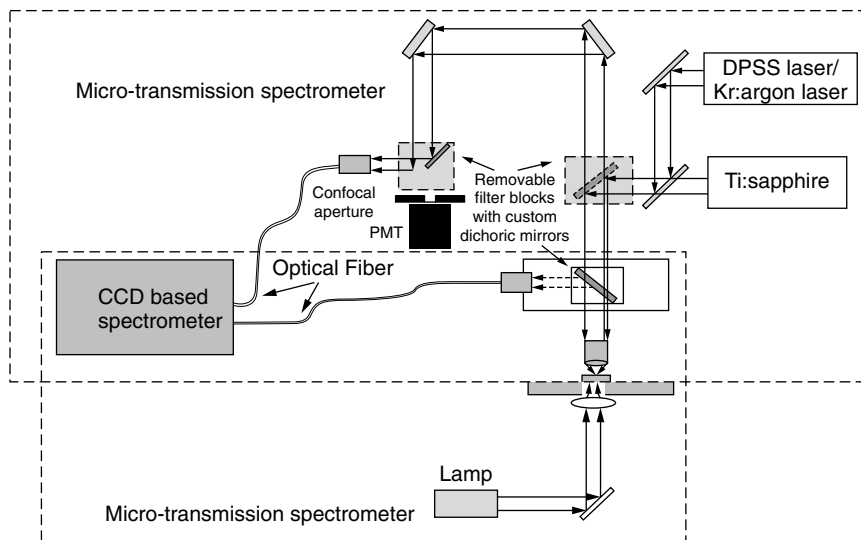 DPSS laser/
Kr:argon laser
Micro-transmission spectrometer
Removable
filter blocks
with custom
dichoric mirrors
Ti:sapphire
Confocal
aperture
PMT
Optical Fiber
CCD based
spectrometer
Lamp
Micro-transmission spectrometer